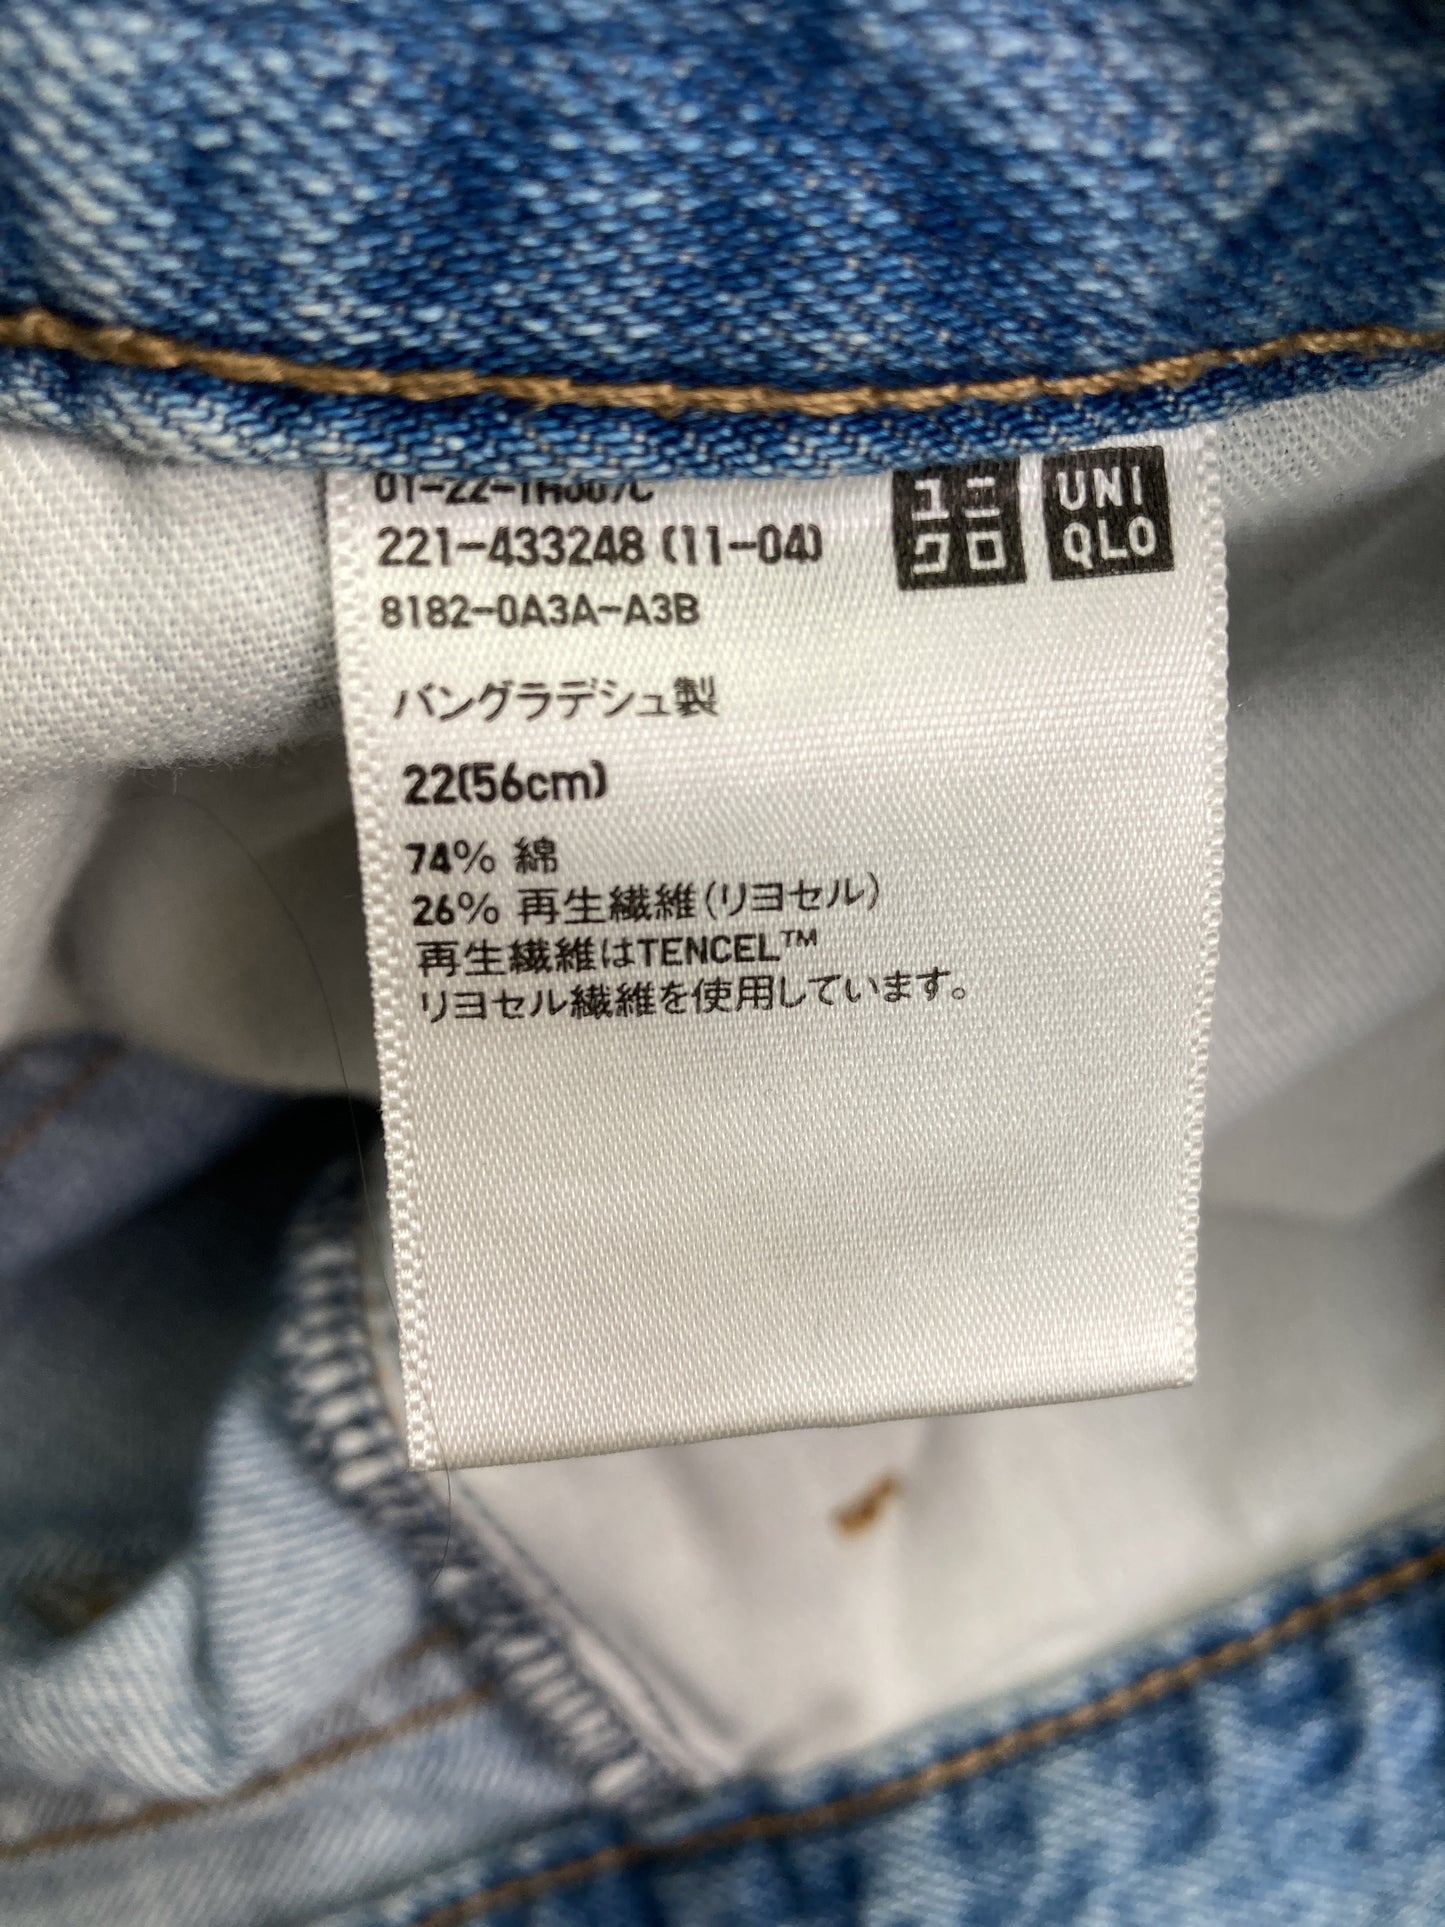 221-433248 (11-04)
8182-0A3A-A3B
ユニ
クロ
UNI
QLO
バングラデシュ製
22(56cm)
74% 綿
26% 再生繊維(リヨセル)
再生繊維はTENCEL™
リヨセル繊維を使用しています。